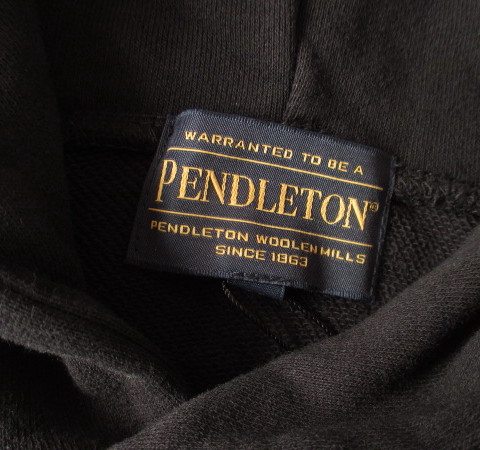 WARRANTED TO BE A
PENDLETON®
PENDLETON WOOLEN MILLS
SINCE 1863